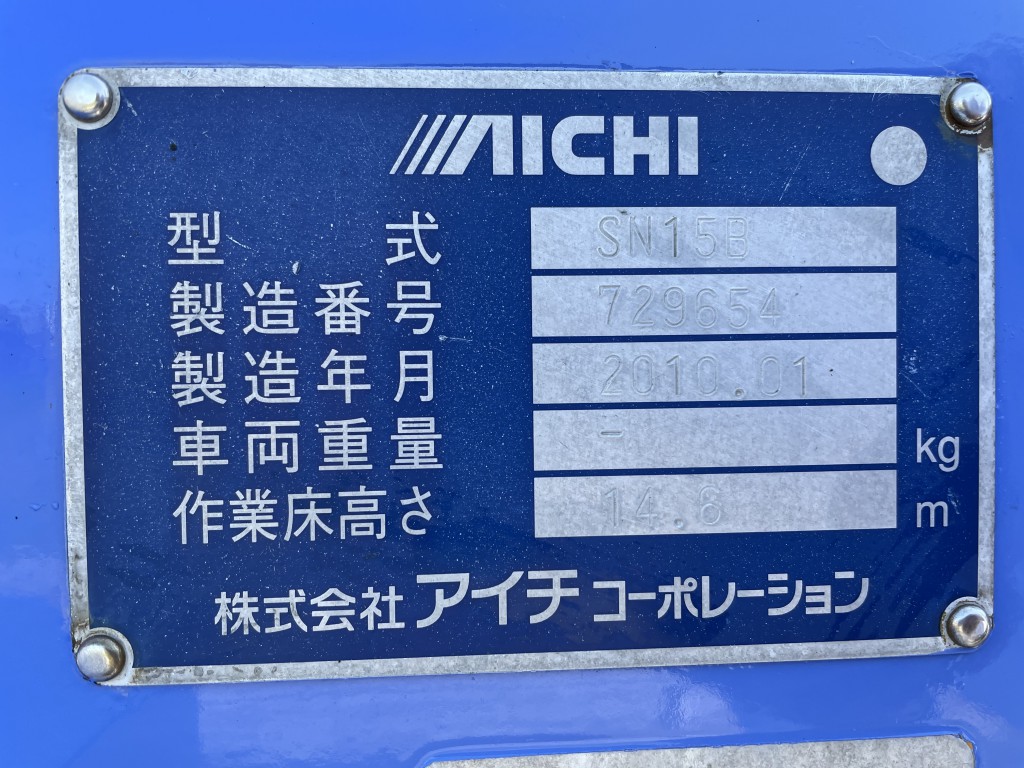 AICHI
型式 SN15B
製造番号 729654
製造年月 2010.01
車両重量 - kg
作業床高さ 14.6 m
株式会社アイチコーポレーション